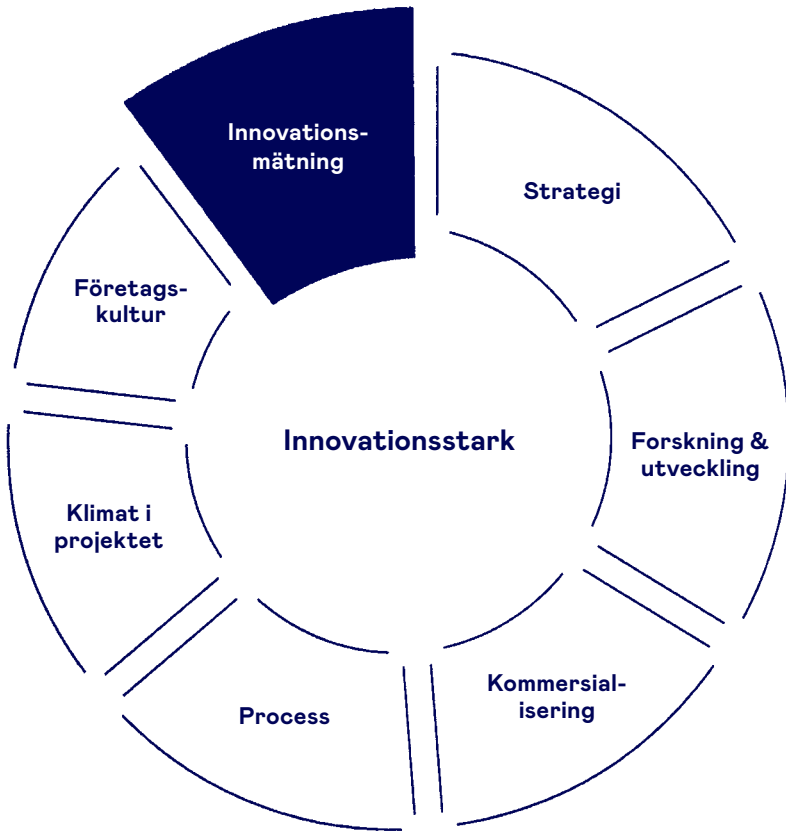 Innovations-
mätning
Strategi
Företags-
kultur
Innovationsstark
Forskning &
utveckling
Klimat i
projektet
Kommersial-
isering
Process